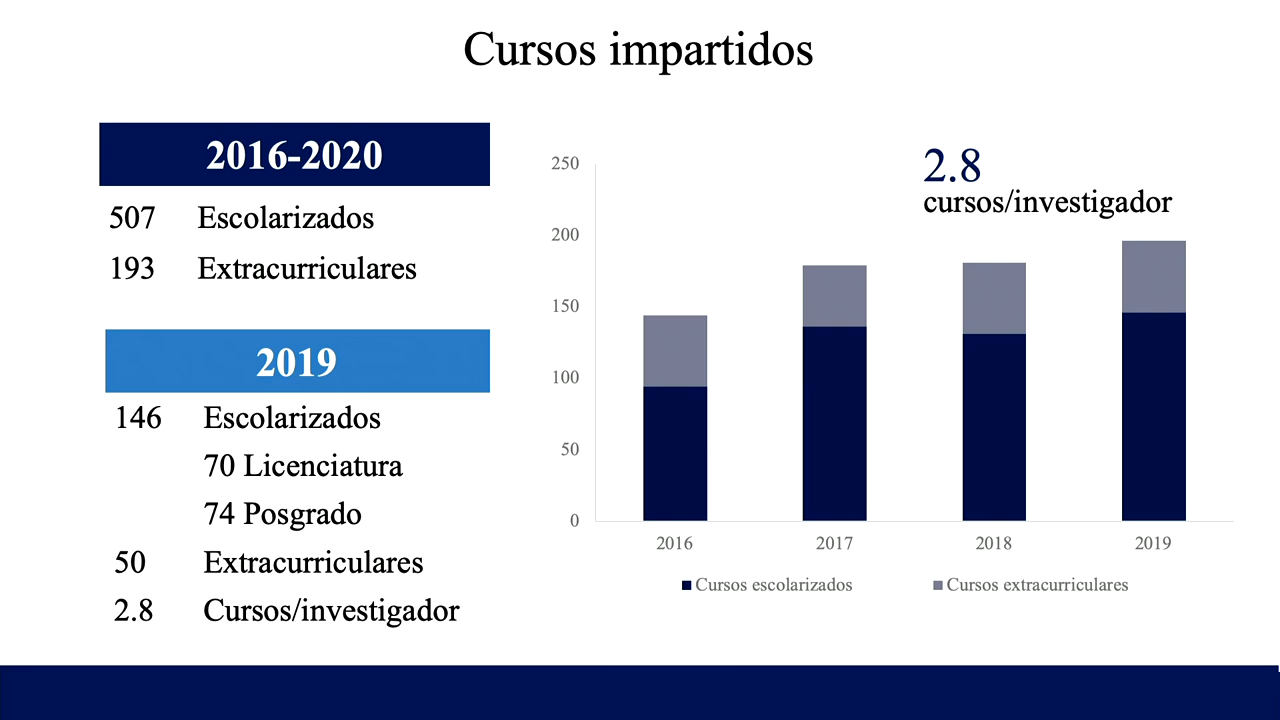 Cursos impartidos
2016-2020
507 Escolarizados
193 Extracurriculares
2019
146 Escolarizados
70 Licenciatura
74 Posgrado
50 Extracurriculares
2.8 Cursos/investigador
2.8
cursos/investigador
250
200
150
100
50
0
2016 2017 2018 2019
Cursos escolarizados Cursos extracurriculares